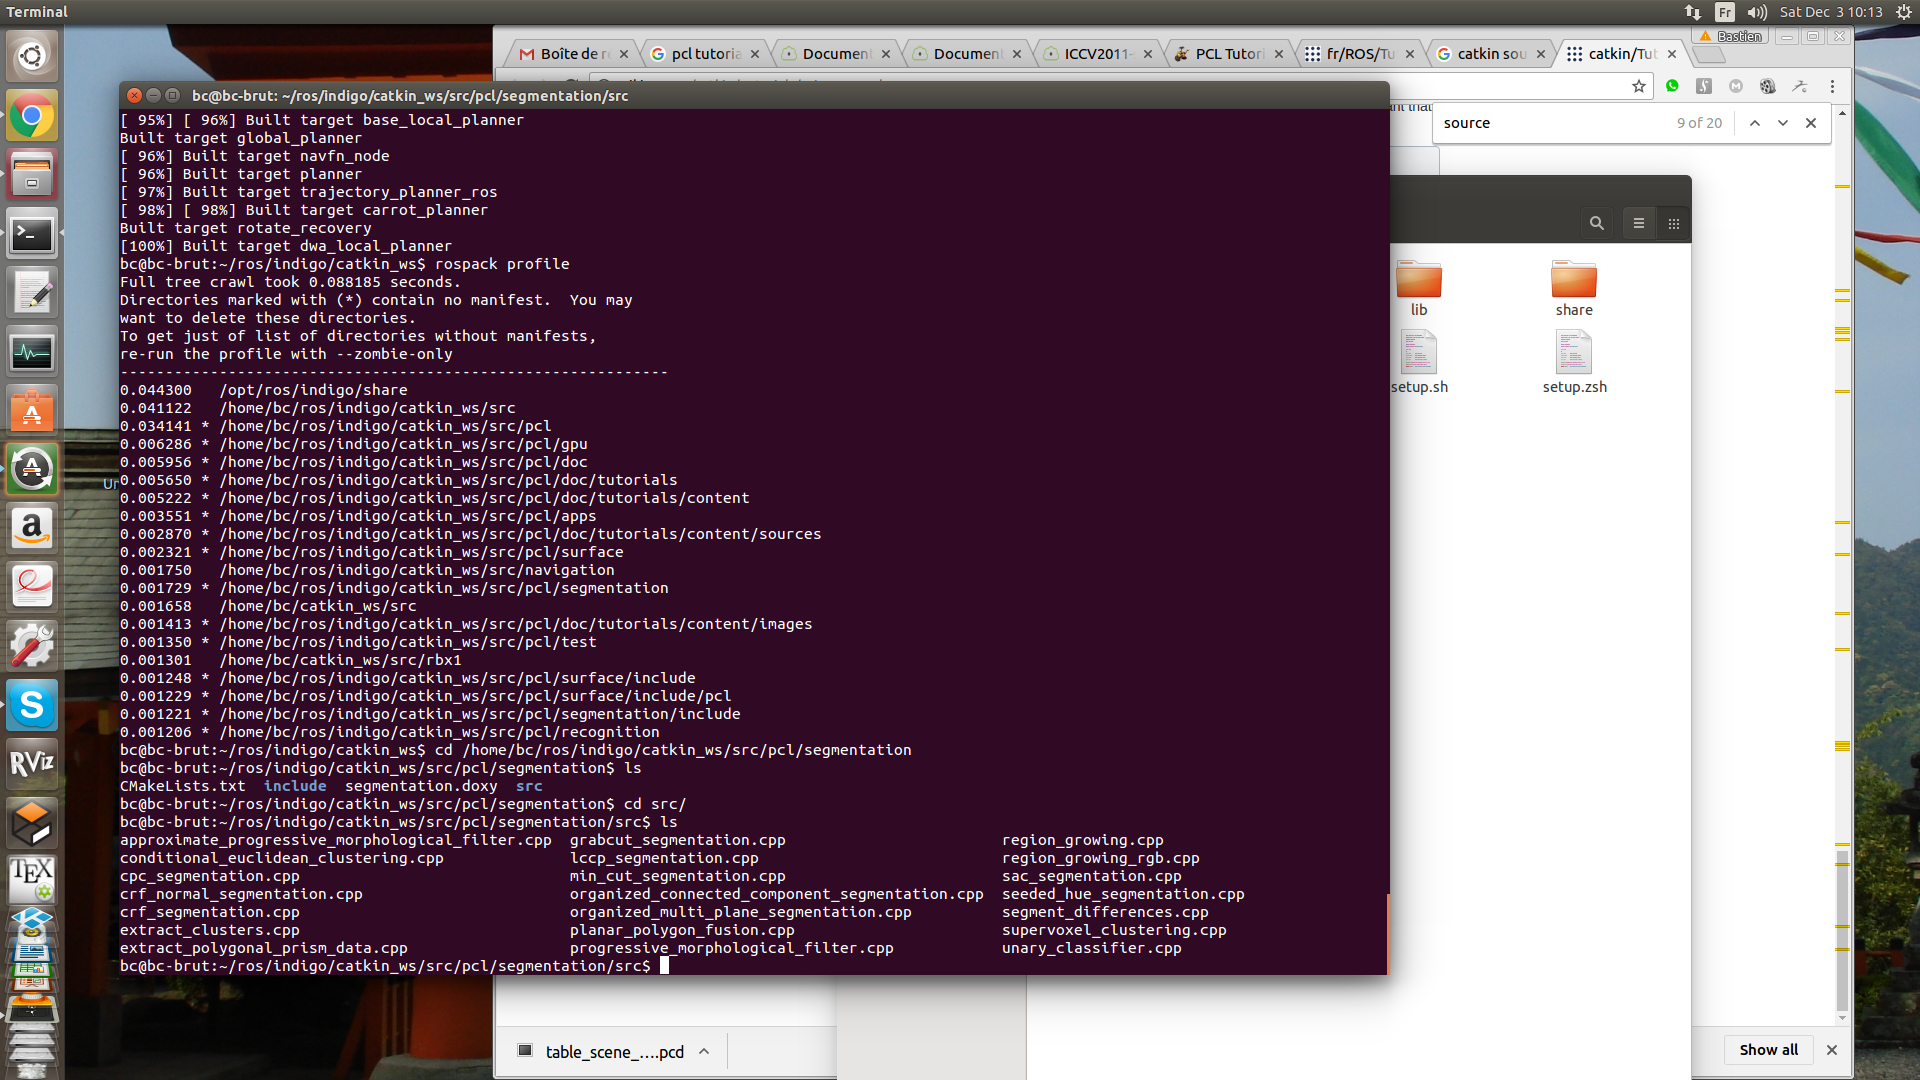 Terminal
Fr
Sat Dec 3 10:13
Bastien
Boîte de r
pcl tutoria
Document
Document
ICCV2011-
PCL Tutori
fr/ROS/Tu
catkin sou
catkin/Tut
source
9 of 20
bc@bc-brut: ~/ros/indigo/catkin_ws/src/pcl/segmentation/src
[ 95%] [ 96%] Built target base_local_planner
Built target global_planner
[ 96%] Built target navfn_node
[ 96%] Built target planner
[ 97%] Built target trajectory_planner_ros
[ 98%] [ 98%] Built target carrot_planner
Built target rotate_recovery
[100%] Built target dwa_local_planner
bc@bc-brut:~/ros/indigo/catkin_ws$ rospack profile
Full tree crawl took 0.088185 seconds.
Directories marked with (*) contain no manifest.  You may
want to delete these directories.
To get just of list of directories without manifests,
re-run the profile with --zombie-only
-------------------------------------------------------------
0.044300   /opt/ros/indigo/share
0.041122   /home/bc/ros/indigo/catkin_ws/src
0.034141 * /home/bc/ros/indigo/catkin_ws/src/pcl
0.006286 * /home/bc/ros/indigo/catkin_ws/src/pcl/gpu
0.005956 * /home/bc/ros/indigo/catkin_ws/src/pcl/doc
0.005650 * /home/bc/ros/indigo/catkin_ws/src/pcl/doc/tutorials
0.005222 * /home/bc/ros/indigo/catkin_ws/src/pcl/doc/tutorials/content
0.003551 * /home/bc/ros/indigo/catkin_ws/src/pcl/apps
0.002870 * /home/bc/ros/indigo/catkin_ws/src/pcl/doc/tutorials/content/sources
0.002321 * /home/bc/ros/indigo/catkin_ws/src/pcl/surface
0.001750   /home/bc/ros/indigo/catkin_ws/src/navigation
0.001729 * /home/bc/ros/indigo/catkin_ws/src/pcl/segmentation
0.001658   /home/bc/catkin_ws/src
0.001413 * /home/bc/ros/indigo/catkin_ws/src/pcl/doc/tutorials/content/images
0.001350 * /home/bc/ros/indigo/catkin_ws/src/pcl/test
0.001301   /home/bc/catkin_ws/src/rbx1
0.001248 * /home/bc/ros/indigo/catkin_ws/src/pcl/surface/include
0.001229 * /home/bc/ros/indigo/catkin_ws/src/pcl/surface/include/pcl
0.001221 * /home/bc/ros/indigo/catkin_ws/src/pcl/segmentation/include
0.001206 * /home/bc/ros/indigo/catkin_ws/src/pcl/recognition
bc@bc-brut:~/ros/indigo/catkin_ws$ cd /home/bc/ros/indigo/catkin_ws/src/pcl/segmentation
bc@bc-brut:~/ros/indigo/catkin_ws/src/pcl/segmentation$ ls
CMakeLists.txt  include  segmentation.doxy  src
bc@bc-brut:~/ros/indigo/catkin_ws/src/pcl/segmentation$ cd src/
bc@bc-brut:~/ros/indigo/catkin_ws/src/pcl/segmentation/src$ ls
approximate_progressive_morphological_filter.cpp  grabcut_segmentation.cpp  region_growing.cpp
conditional_euclidean_clustering.cpp  lccp_segmentation.cpp  region_growing_rgb.cpp
cpc_segmentation.cpp  min_cut_segmentation.cpp  sac_segmentation.cpp
crf_normal_segmentation.cpp  organized_connected_component_segmentation.cpp  seeded_hue_segmentation.cpp
crf_segmentation.cpp  organized_multi_plane_segmentation.cpp  segment_differences.cpp
extract_clusters.cpp  planar_polygon_fusion.cpp  supervoxel_clustering.cpp
extract_polygonal_prism_data.cpp  progressive_morphological_filter.cpp  unary_classifier.cpp
bc@bc-brut:~/ros/indigo/catkin_ws/src/pcl/segmentation/src$
lib
share
setup.sh
setup.zsh
RViz
TEX
table_scene_....pcd
Show all